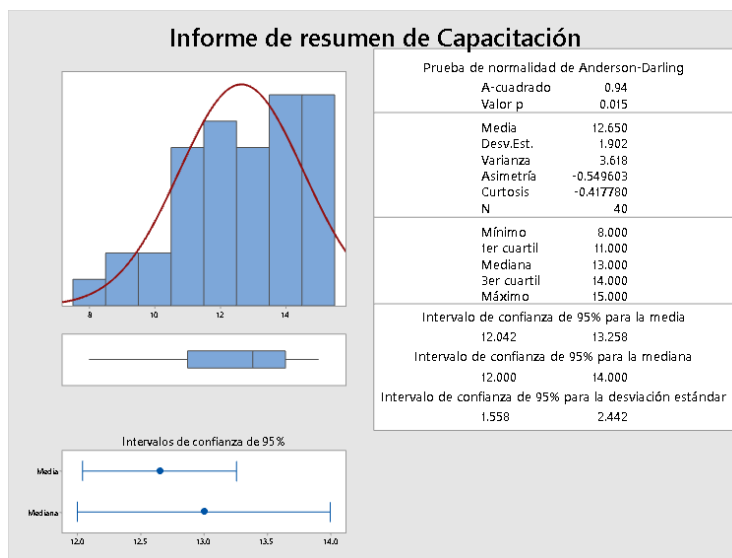 Informe de resumen de Capacitación
8 10 12 14
Prueba de normalidad de Anderson-Darling
A-cuadrado 0.94
Valor p 0.015
Media 12.650
Desv.Est. 1.902
Varianza 3.618
Asimetría -0.549603
Curtosis -0.417780
N 40
Mínimo 8.000
1er cuartil 11.000
Mediana 13.000
3er cuartil 14.000
Máximo 15.000
Intervalo de confianza de 95% para la media
12.042 13.258
Intervalo de confianza de 95% para la mediana
12.000 14.000
Intervalo de confianza de 95% para la desviación estándar
1.558 2.442
Intervalos de confianza de 95%
Media
Mediana
12.0 12.5 13.0 13.5 14.0